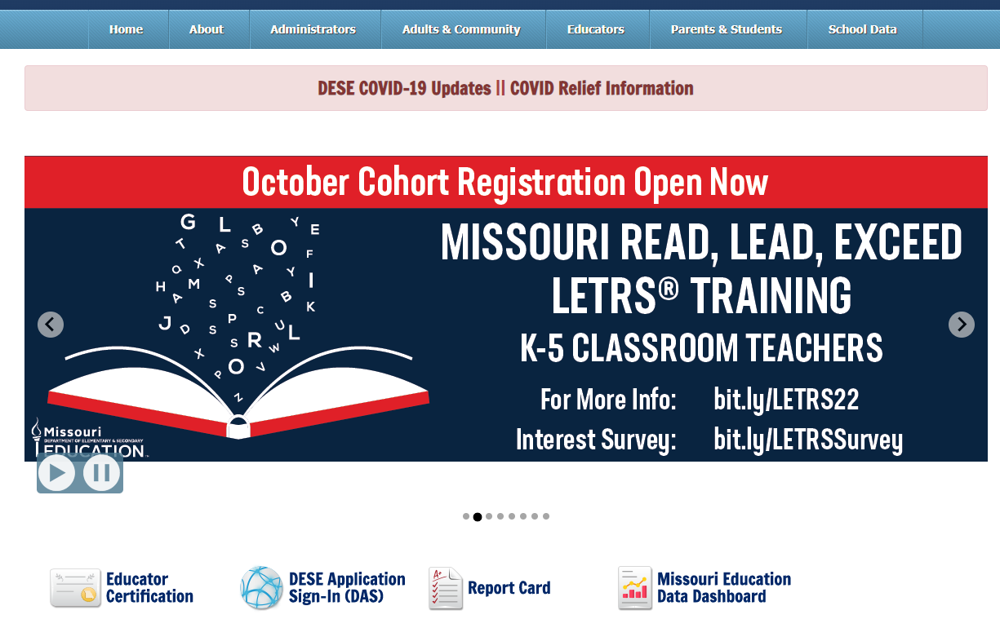 Home About Administrators Adults & Community Educators Parents & Students School Data
DESE COVID-19 Updates || COVID Relief Information
October Cohort Registration Open Now
MISSOURI READ, LEAD, EXCEED
LETRS® TRAINING
K-5 CLASSROOM TEACHERS
For More Info: bit.ly/LETRS22
Interest Survey: bit.ly/LETRSSurvey
G L B Y E
T A S O F
Q X A Y I
H M P S B K
A S C
J D S P S R U L
X O V W
P
Z
Missouri
DEPARTMENT OF ELEMENTARY & SECONDARY
EDUCATION™
Educator
Certification
DESE Application
Sign-In (DAS)
A+
Report Card
Missouri Education
Data Dashboard